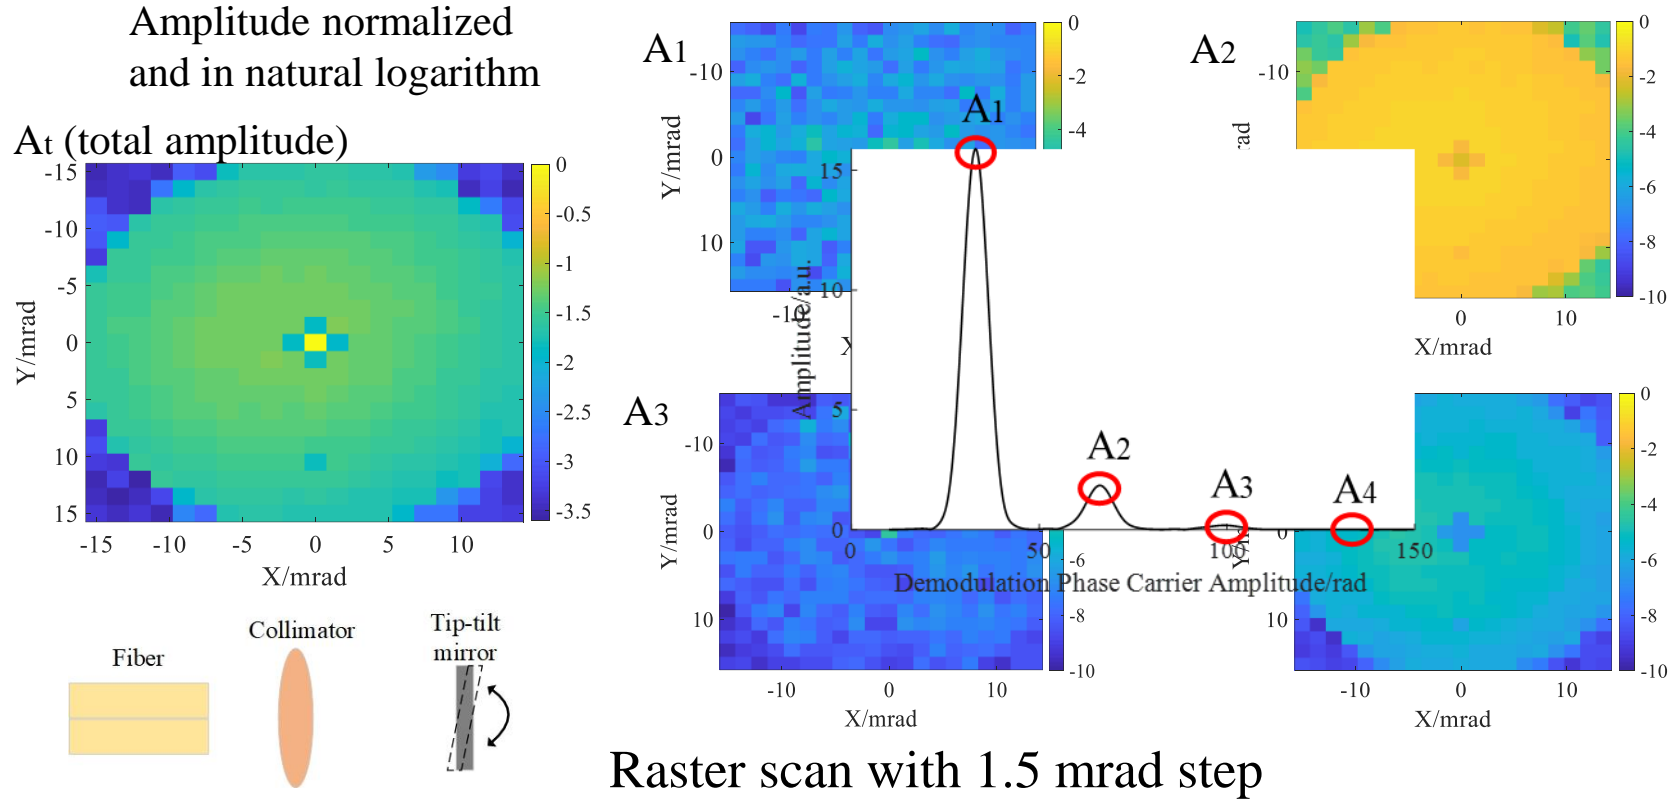 Amplitude normalized
and in natural logarithm
At (total amplitude)
-15
-10
-5
0
5
10
15
-15
-10
-5
0
5
10
X/mrad
Y/mrad
0
-0.5
-1
-1.5
-2
-2.5
-3
-3.5
Fiber
Collimator
Tip-tilt
mirror
A1
-10
0
10
Y/mrad
-10
X
0
-2
-4
A2
-10
rad
0
10
X/mrad
0
-2
-4
-6
-8
-10
A1
A2
A3
A4
15
10
5
0
Amplitude/a.u.
0
50
100
150
Demodulation Phase Carrier Amplitude/rad
A3
-10
0
10
Y/mrad
-10
0
10
X/mrad
-6
-8
-10
0
10
-10
0
10
X/mrad
0
-2
-4
-6
-8
-10
Raster scan with 1.5 mrad step